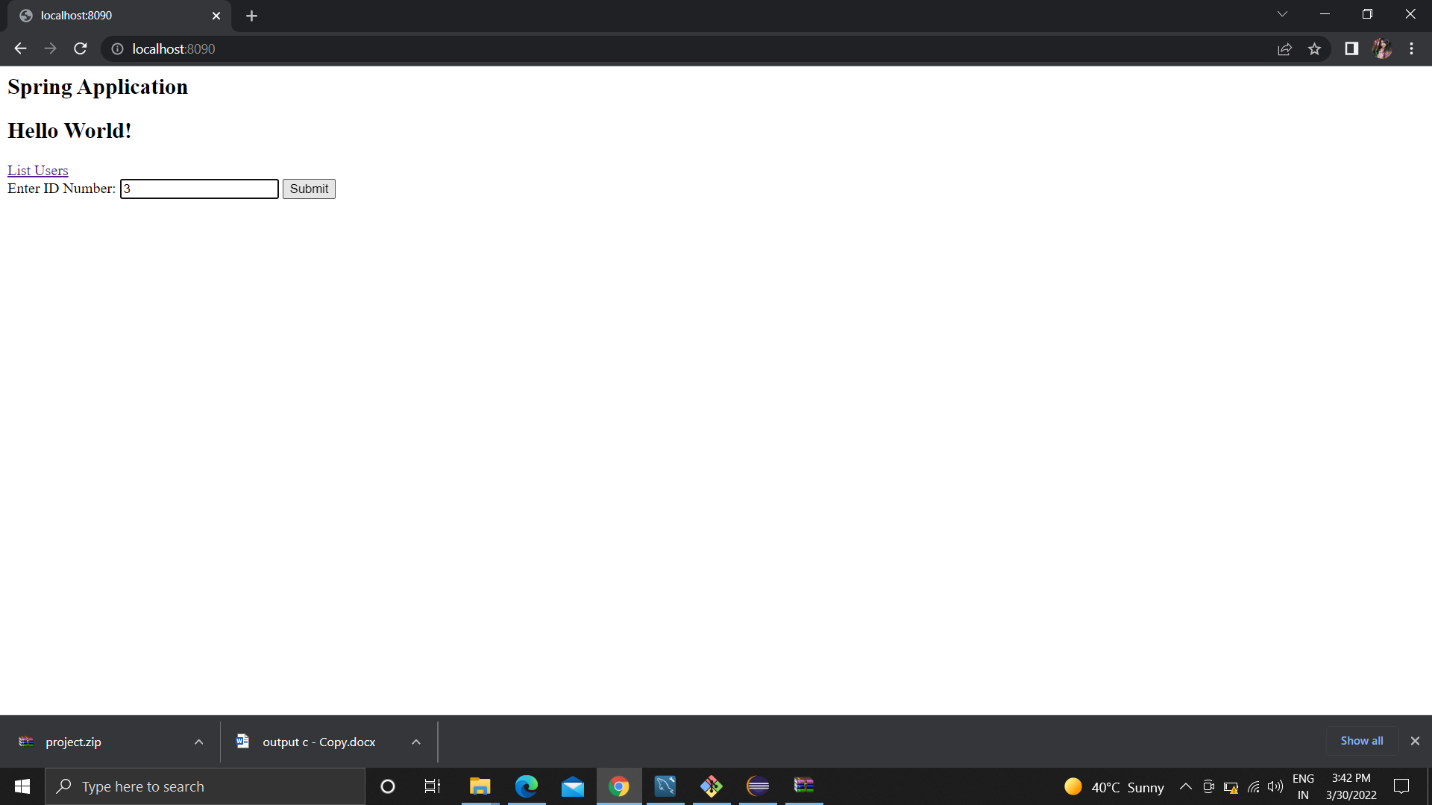 localhost:8090
localhost:8090
Spring Application
Hello World!
List Users
Enter ID Number: 3 Submit
project.zip output c - Copy.docx Show all
Type here to search 40°C Sunny ENG 3:42 PM
IN 3/30/2022